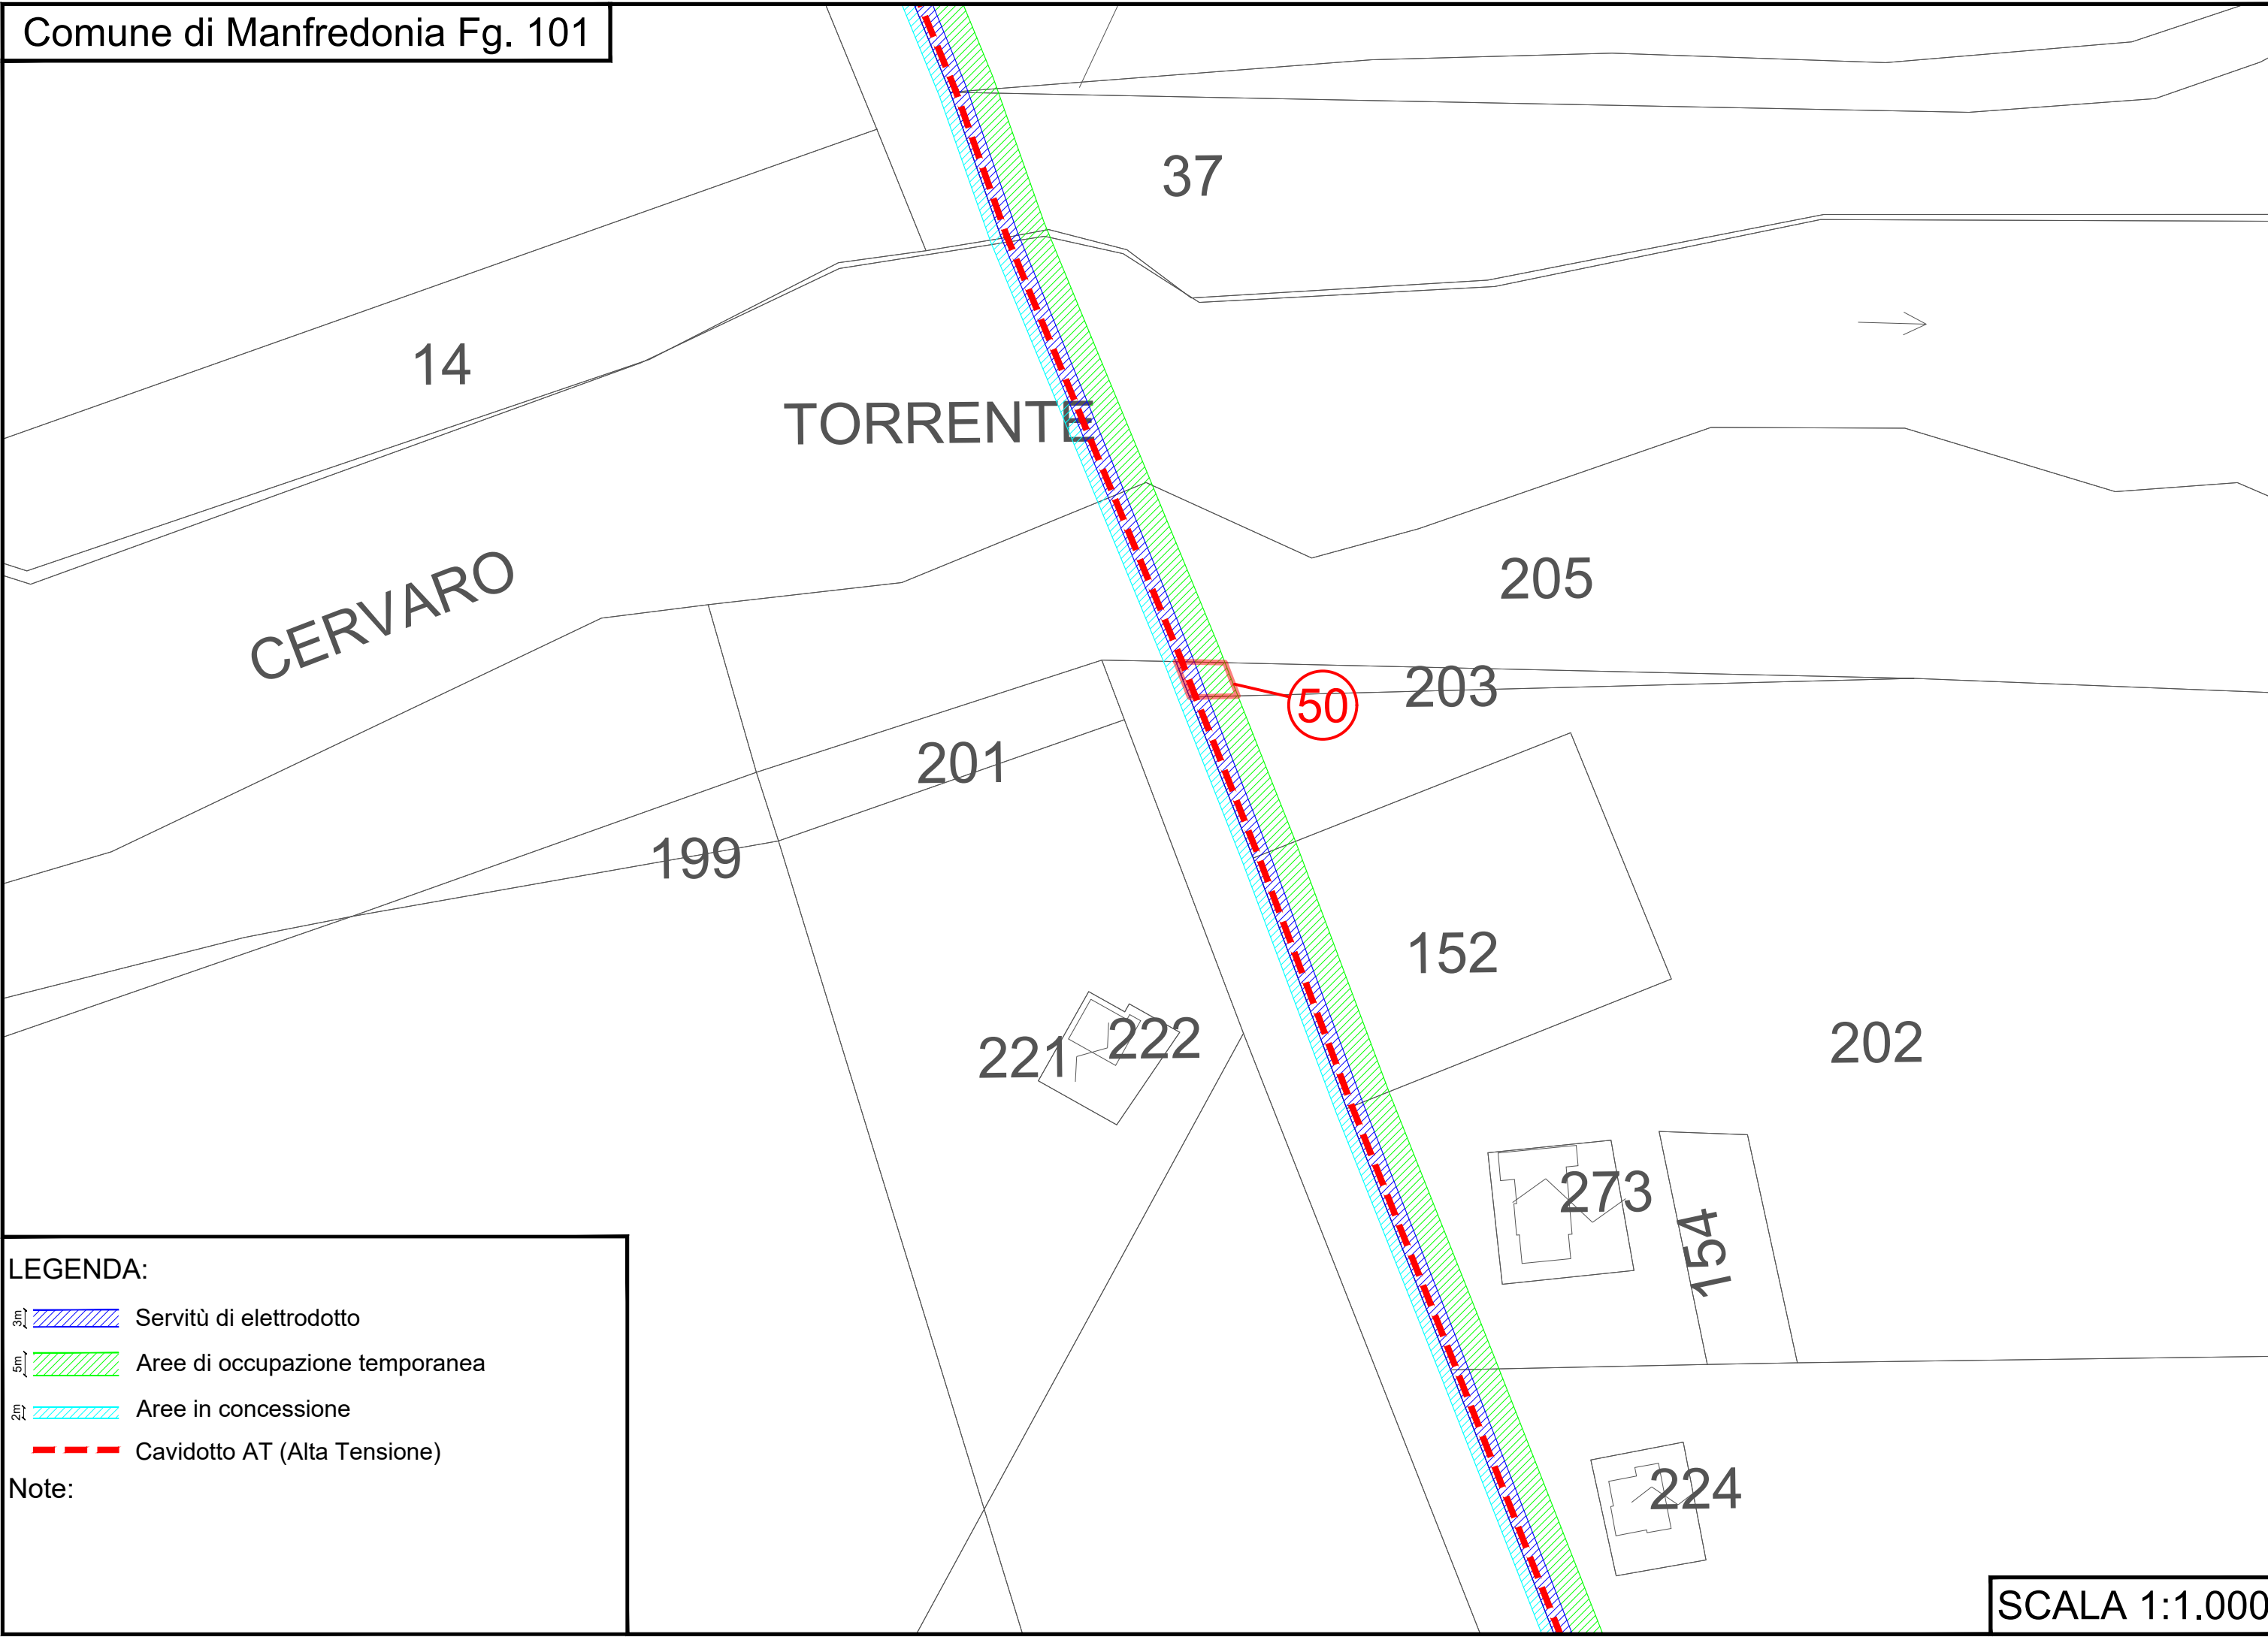 Comune di Manfredonia Fg. 101
37
14
TORRENTE
CERVARO
205
203
50
201
199
152
222
221
202
273
154
224
LEGENDA:
3m Servitù di elettrodotto
5m Aree di occupazione temporanea
2m Aree in concessione
Cavidotto AT (Alta Tensione)
Note:
SCALA 1:1.000